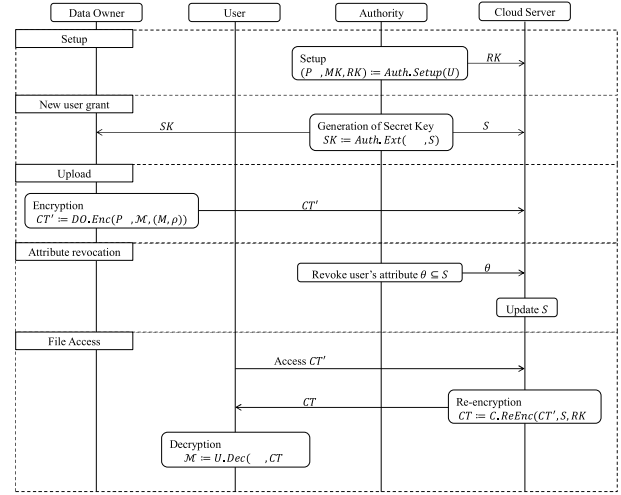 Data Owner
User
Authority
Cloud Server
Setup
Setup
(P , MK, RK) ≔ Auth.Setup(U)
RK
New user grant
Generation of Secret Key
SK ≔ Auth.Ext( , S)
SK
S
Upload
Encryption
CT' ≔ DO.Enc(P , ℳ, (M, ρ))
CT'
Attribute revocation
Revoke user's attribute θ ⊆ S
θ
Update S
File Access
Access CT'
Re-encryption
CT ≔ C.ReEnc(CT', S, RK
CT
Decryption
ℳ ≔ U.Dec( , CT